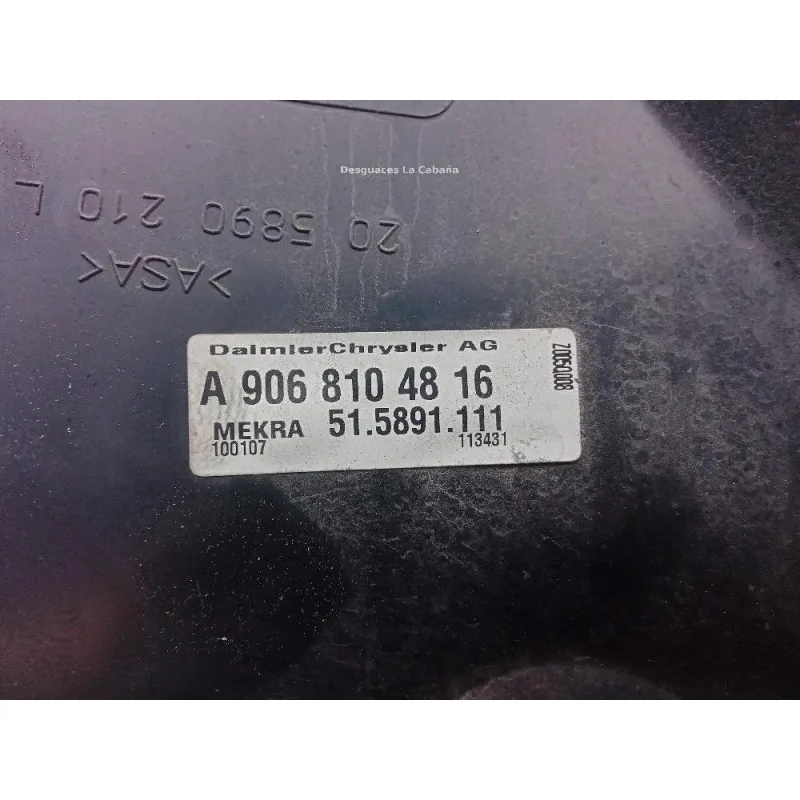 Desguaces La Cabaña
20 5890 210 L
>ASA<
DaimlerChrysler AG
A 906 810 48 16
MEKRA 51.5891.111
100107 113431